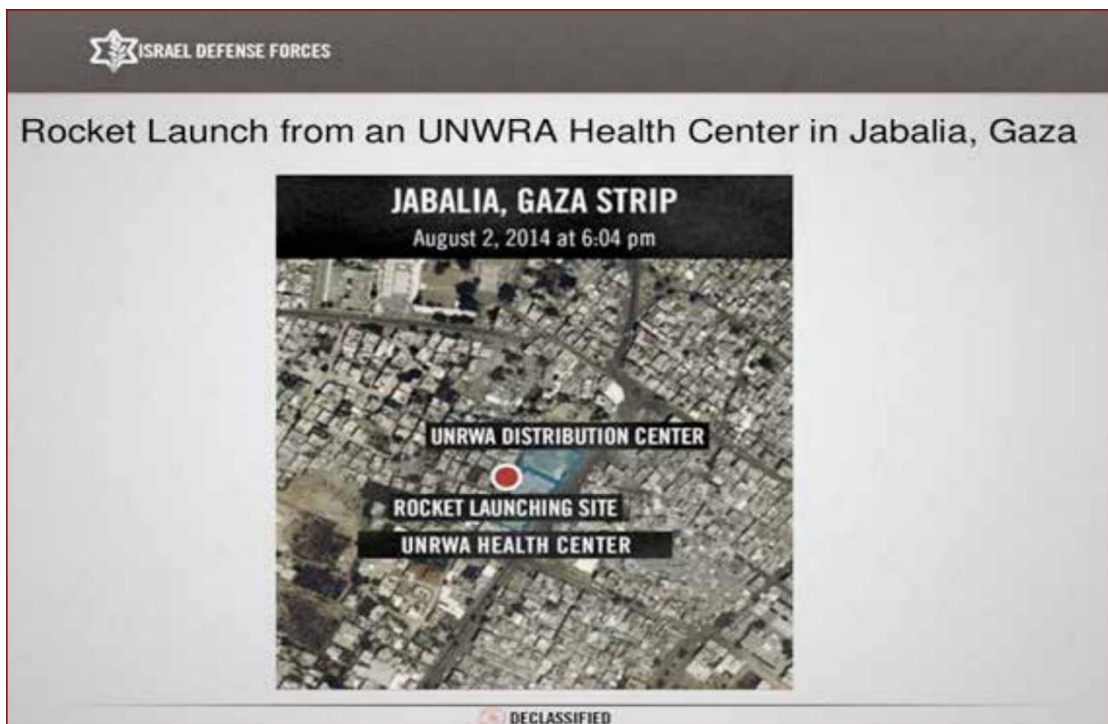 ISRAEL DEFENSE FORCES
Rocket Launch from an UNWRA Health Center in Jabalia, Gaza
JABALIA, GAZA STRIP
August 2, 2014 at 6:04 pm
UNRWA DISTRIBUTION CENTER
ROCKET LAUNCHING SITE
UNRWA HEALTH CENTER
DECLASSIFIED